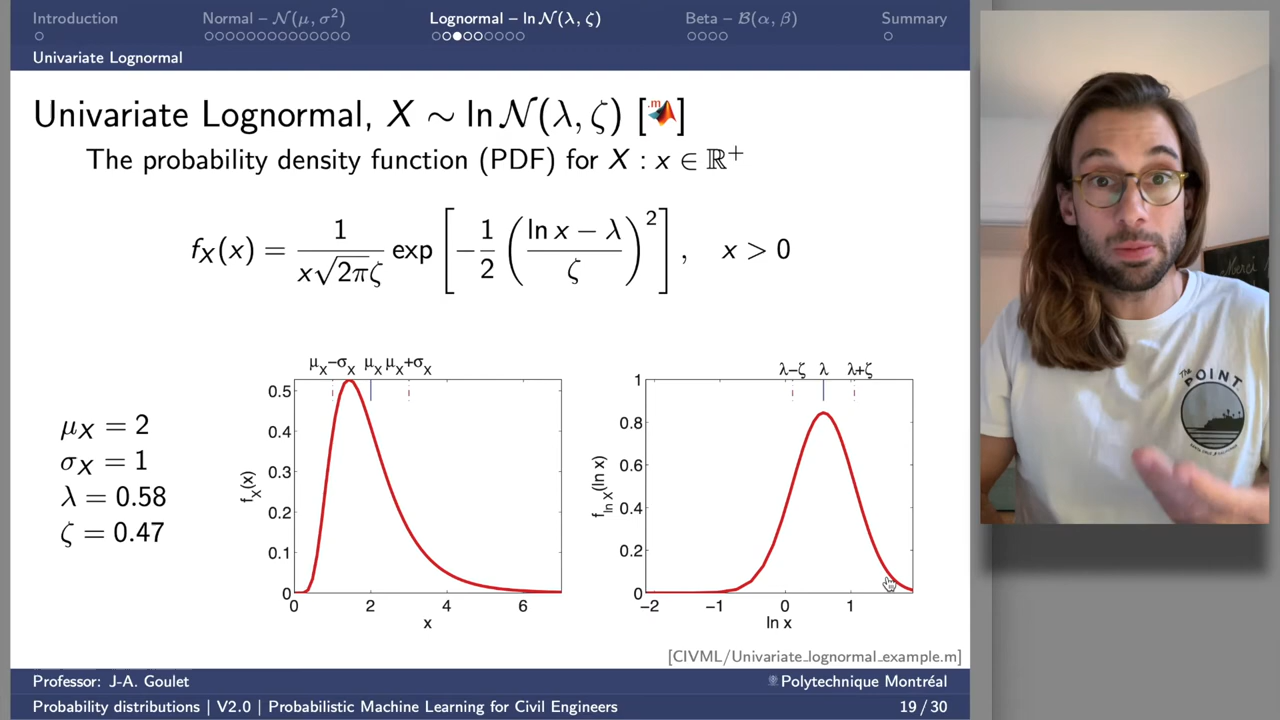 Introduction
Normal – 𝒩(μ, σ²)
Lognormal – ln 𝒩(λ, ζ)
Beta – ℬ(α, β)
Summary
Univariate Lognormal
Univariate Lognormal, X ∼ ln 𝒩(λ, ζ) [.m]
The probability density function (PDF) for X : x ∈ ℝ⁺
f_X(x) = 1/(x√2π ζ) exp[−1/2 ((ln x − λ)/ζ)²], x > 0
μ_X = 2
σ_X = 1
λ = 0.58
ζ = 0.47
μ_X−σ_X μ_X μ_X+σ_X
f_X(x)
0.5
0.4
0.3
0.2
0.1
0
0 2 4 6
x
λ−ζ λ λ+ζ
f_ln X(ln x)
1
0.8
0.6
0.4
0.2
0
−2 −1 0 1
ln x
[CIVML/Univariate_lognormal_example.m]
Professor: J-A. Goulet
Polytechnique Montréal
Probability distributions | V2.0 | Probabilistic Machine Learning for Civil Engineers
19 / 30
Merci
The
POINT